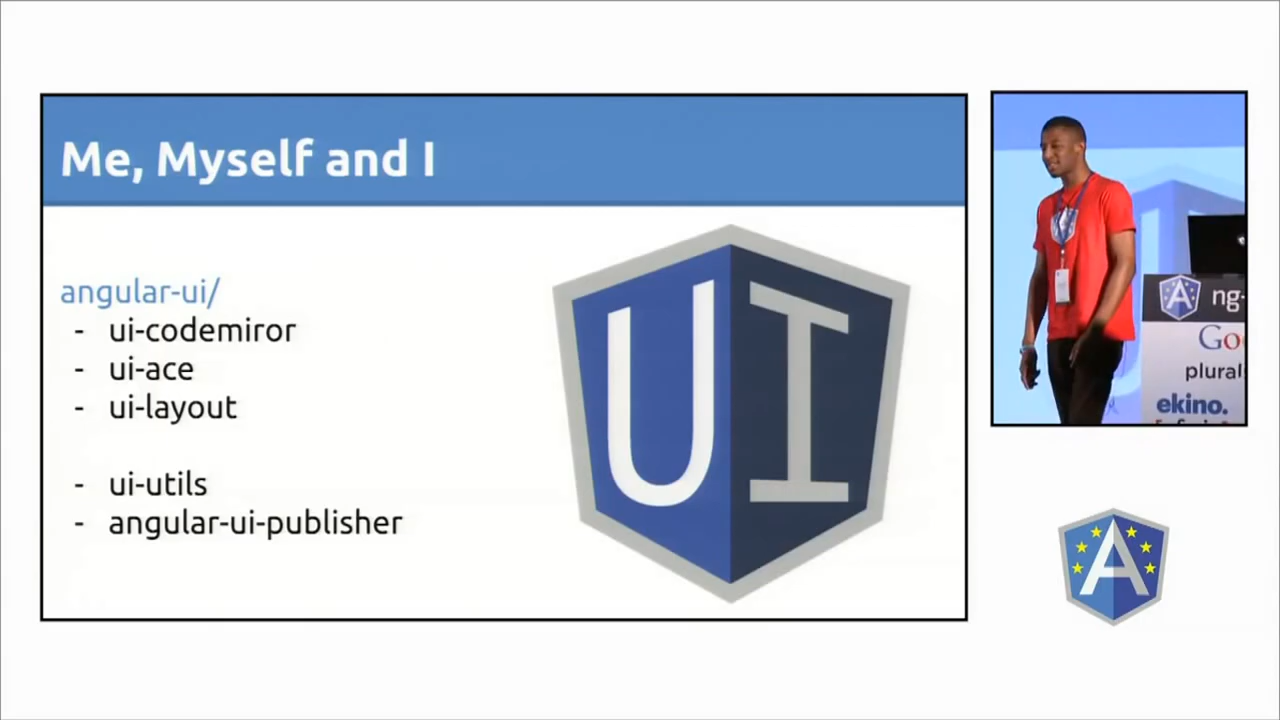 Me, Myself and I
angular-ui/
- ui-codemiror
- ui-ace
- ui-layout
- ui-utils
- angular-ui-publisher
UI
A ng-
Goo
plural
ekino.
A